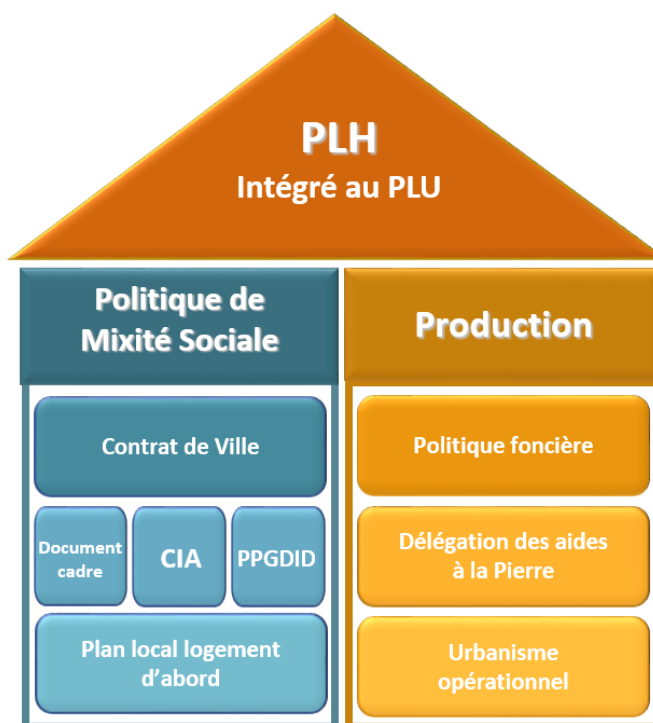 PLH
Intégré au PLU
Politique de
Mixité Sociale
Production
Contrat de Ville
Politique foncière
Document
cadre
CIA
PPGDID
Délégation des aides
à la Pierre
Plan local logement
d'abord
Urbanisme
opérationnel